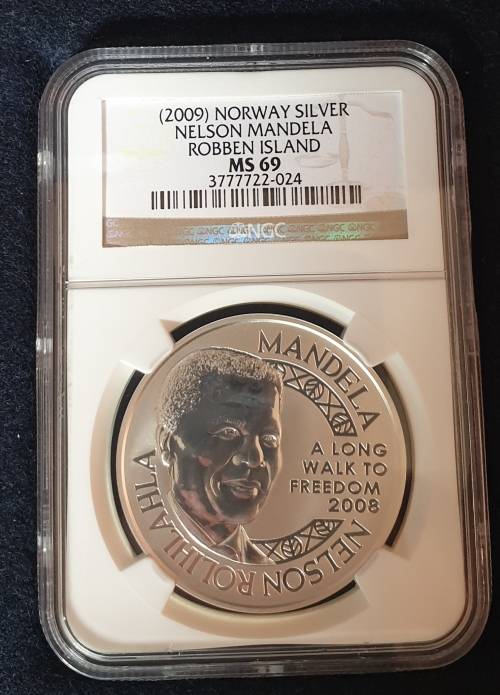 (2009) NORWAY SILVER
NELSON MANDELA
ROBBEN ISLAND
MS 69
3777722-024
NGC
MANDELA
A LONG
WALK TO
FREEDOM
2008
NELSON ROLIHLAHLA